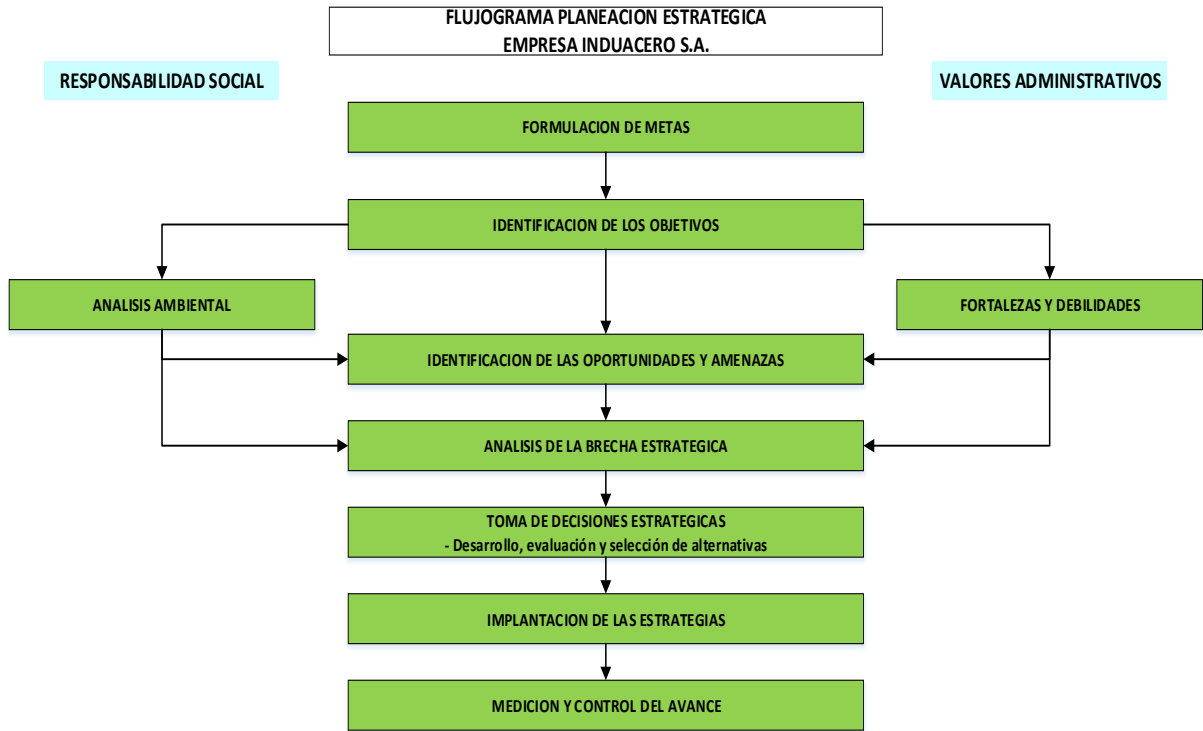 FLUJOGRAMA PLANEACION ESTRATEGICA
EMPRESA INDUACERO S.A.
RESPONSABILIDAD SOCIAL
VALORES ADMINISTRATIVOS
FORMULACION DE METAS
IDENTIFICACION DE LOS OBJETIVOS
ANALISIS AMBIENTAL
FORTALEZAS Y DEBILIDADES
IDENTIFICACION DE LAS OPORTUNIDADES Y AMENAZAS
ANALISIS DE LA BRECHA ESTRATEGICA
TOMA DE DECISIONES ESTRATEGICAS
- Desarrollo, evaluación y selección de alternativas
IMPLANTACION DE LAS ESTRATEGIAS
MEDICION Y CONTROL DEL AVANCE